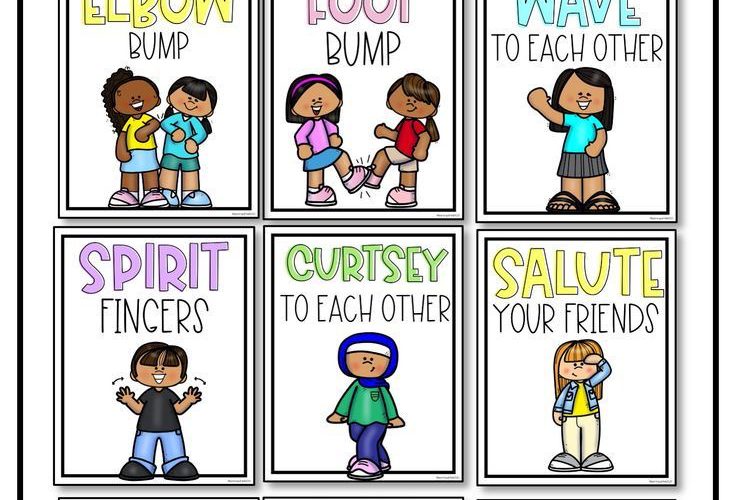 ELBOW
BUMP
FOOT
BUMP
WAVE
TO EACH OTHER
SPIRIT
FINGERS
CURTSEY
TO EACH OTHER
SALUTE
YOUR FRIENDS